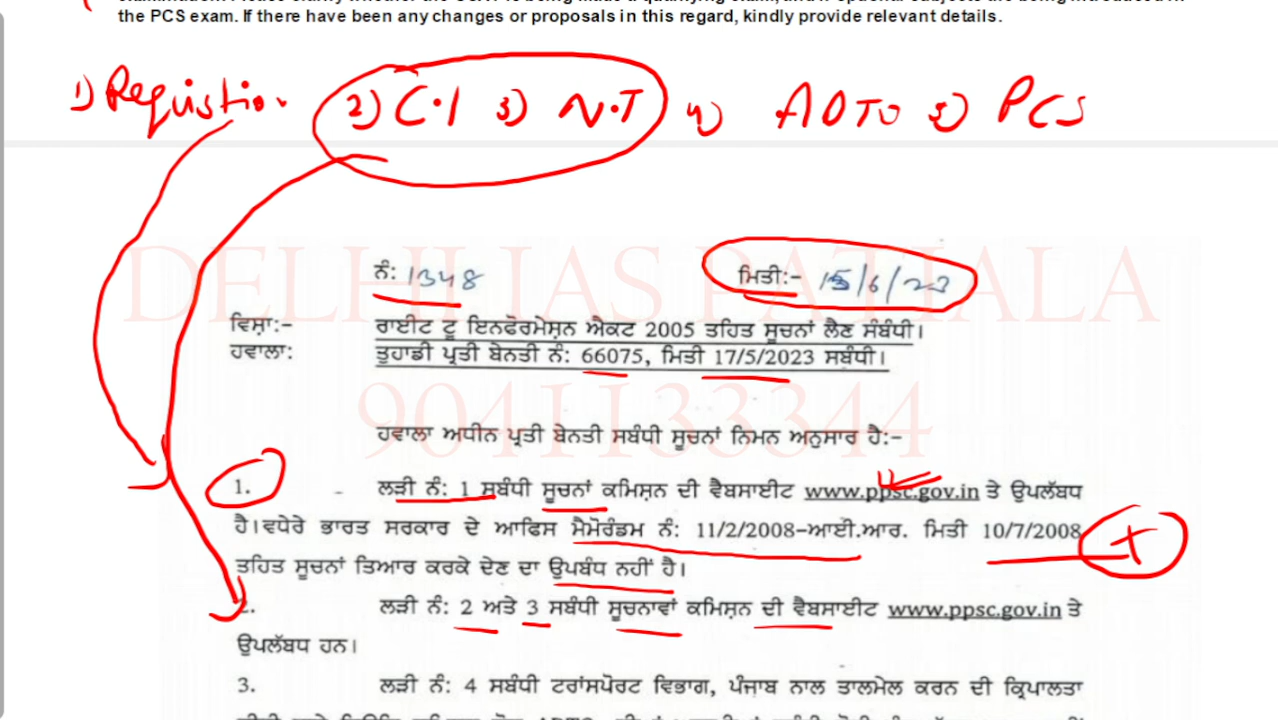 the PCS exam. If there have been any changes or proposals in this regard, kindly provide relevant details.
1) Requistion. 2) C.I 3) N.T 4) ADTO 5) PCS
DELHI IAS PATIALA
9041133344
ਨੰ: 1348 ਮਿਤੀ:- 15/6/23
ਵਿਸ਼ਾ:- ਰਾਈਟ ਟੂ ਇਨਫੋਰਮੇਸ਼ਨ ਐਕਟ 2005 ਤਹਿਤ ਸੂਚਨਾਂ ਲੈਣ ਸੰਬੰਧੀ।
ਹਵਾਲਾ: ਤੁਹਾਡੀ ਪ੍ਰਤੀ ਬੇਨਤੀ ਨੰ: 66075, ਮਿਤੀ 17/5/2023 ਸਬੰਧੀ।
ਹਵਾਲਾ ਅਧੀਨ ਪ੍ਰਤੀ ਬੇਨਤੀ ਸਬੰਧੀ ਸੂਚਨਾਂ ਨਿਮਨ ਅਨੁਸਾਰ ਹੈ:-
1. - ਲੜੀ ਨੰ: 1 ਸਬੰਧੀ ਸੂਚਨਾਂ ਕਮਿਸ਼ਨ ਦੀ ਵੈਬਸਾਈਟ www.ppsc.gov.in ਤੇ ਉਪਲੱਬਧ
ਹੈ।ਵਧੇਰੇ ਭਾਰਤ ਸਰਕਾਰ ਦੇ ਆਫਿਸ ਮੈਮੋਰੰਡਮ ਨੰ: 11/2/2008-ਆਈ.ਆਰ. ਮਿਤੀ 10/7/2008
ਤਹਿਤ ਸੂਚਨਾਂ ਤਿਆਰ ਕਰਕੇ ਦੇਣ ਦਾ ਉਪਬੰਧ ਨਹੀਂ ਹੈ।
2. ਲੜੀ ਨੰ: 2 ਅਤੇ 3 ਸਬੰਧੀ ਸੂਚਨਾਵਾਂ ਕਮਿਸ਼ਨ ਦੀ ਵੈਬਸਾਈਟ www.ppsc.gov.in ਤੇ
ਉਪਲੱਬਧ ਹਨ।
3. ਲੜੀ ਨੰ: 4 ਸਬੰਧੀ ਟਰਾਂਸਪੋਰਟ ਵਿਭਾਗ, ਪੰਜਾਬ ਨਾਲ ਤਾਲਮੇਲ ਕਰਨ ਦੀ ਕ੍ਰਿਪਾਲਤਾ